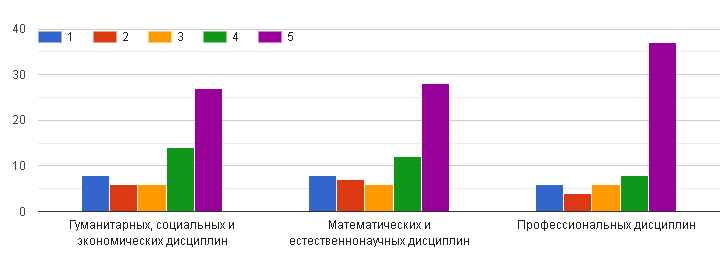 40
1 2 3 4 5
30
20
10
0
Гуманитарных, социальных и
экономических дисциплин
Математических и
естественнонаучных дисциплин
Профессиональных дисциплин